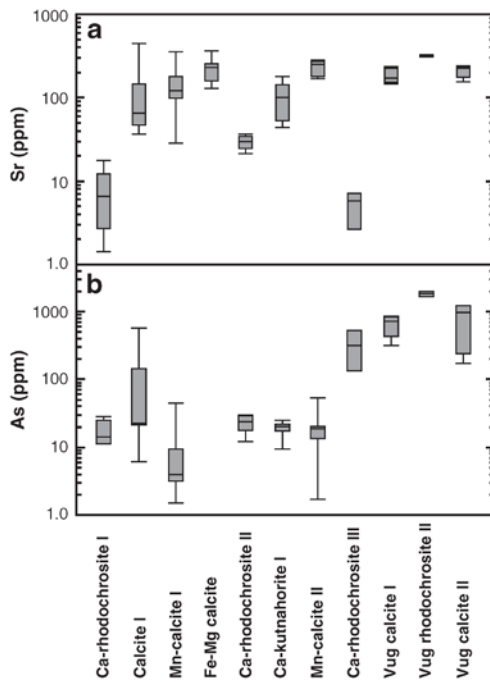 a
Sr (ppm)
1000
100
10
1.0
b
As (ppm)
1000
100
10
1.0
Ca-rhodochrosite I
Calcite I
Mn-calcite I
Fe-Mg calcite
Ca-rhodochrosite II
Ca-kutnahorite I
Mn-calcite II
Ca-rhodochrosite III
Vug calcite I
Vug rhodochrosite II
Vug calcite II